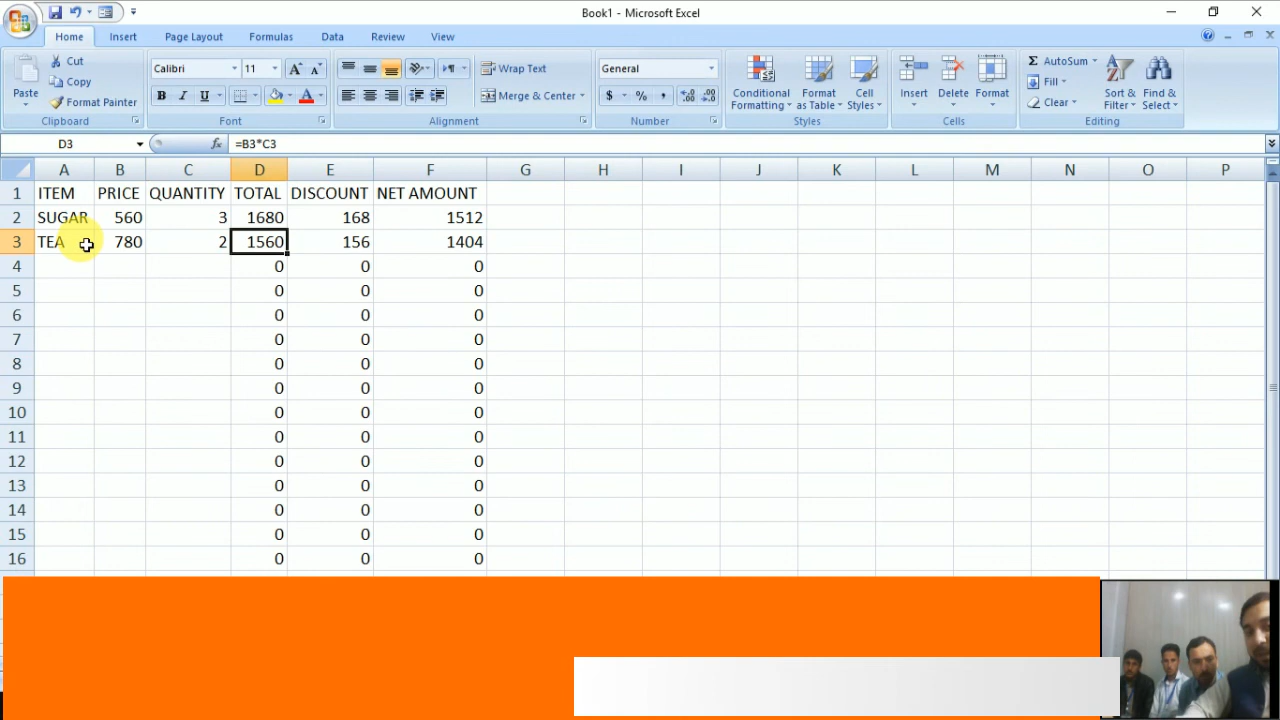 Book1 - Microsoft Excel
Home Insert Page Layout Formulas Data Review View
Cut
Copy
Paste
Format Painter
Clipboard
Calibri 11
B I U
Font
Wrap Text
Merge & Center
Alignment
General
$ % ,
Number
Conditional Formatting
Format as Table
Cell Styles
Styles
Insert
Delete
Format
Cells
AutoSum
Fill
Clear
Sort & Filter
Find & Select
Editing
D3 fx =B3*C3
A B C D E F G H I J K L M N O P
1 ITEM PRICE QUANTITY TOTAL DISCOUNT NET AMOUNT
2 SUGAR 560 3 1680 168 1512
3 TEA 780 2 1560 156 1404
4 0 0 0
5 0 0 0
6 0 0 0
7 0 0 0
8 0 0 0
9 0 0 0
10 0 0 0
11 0 0 0
12 0 0 0
13 0 0 0
14 0 0 0
15 0 0 0
16 0 0 0